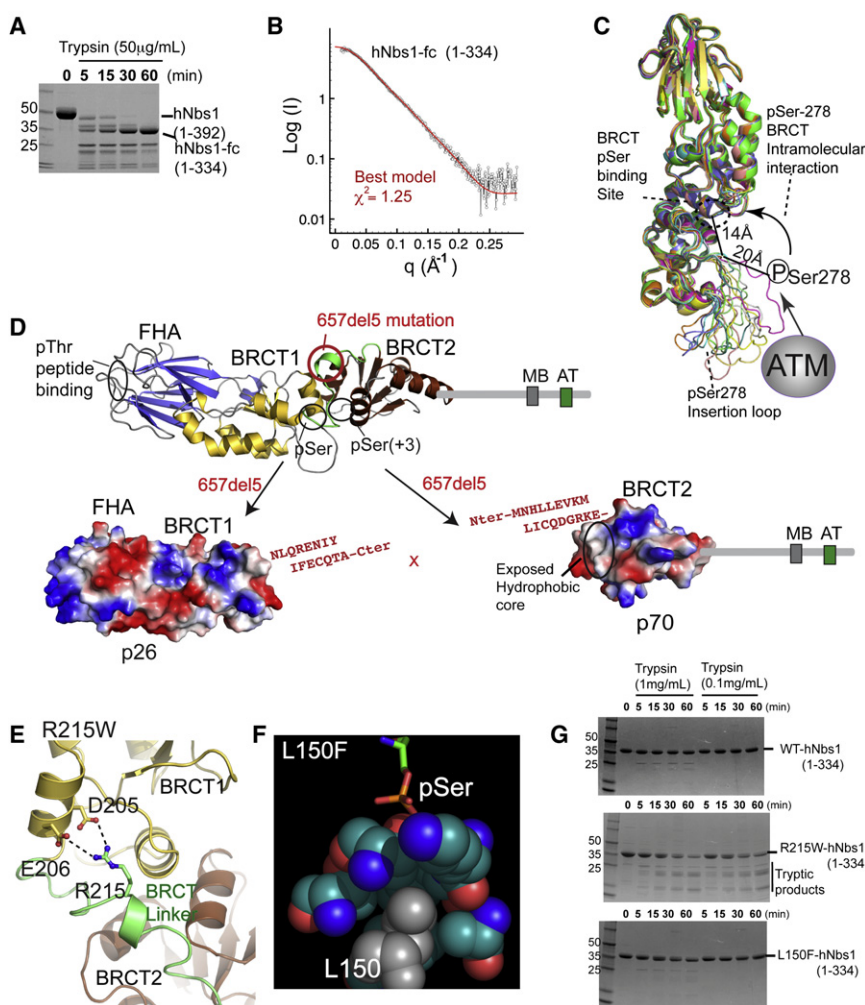 A
Trypsin (50μg/mL)
0 5 15 30 60 (min)
50
35
25
hNbs1
(1-392)
hNbs1-fc
(1-334)
B
hNbs1-fc (1-334)
Log (I)
1
0.1
0.01
Best model
χ²= 1.25
0 0.05 0.1 0.15 0.20 0.25
q (Å⁻¹)
C
BRCT
pSer
binding
Site
pSer-278
BRCT
Intramolecular
interaction
14Å
20Å
P
Ser278
ATM
pSer278
Insertion loop
D
657del5 mutation
FHA
BRCT1
BRCT2
pThr
peptide
binding
pSer
pSer(+3)
MB AT
657del5
657del5
FHA
BRCT1
NLQRENIY
IFECQTA-Cter
x
p26
Nter-MNHLLEVKM
LICQDGRKE-
BRCT2
MB AT
Exposed
Hydrophobic
core
p70
E
R215W
BRCT1
D205
E206
R215
BRCT
Linker
BRCT2
F
L150F
pSer
L150
G
Trypsin
(1mg/mL)
Trypsin
(0.1mg/mL)
0 5 15 30 60 5 15 30 60 (min)
50
35
25
WT-hNbs1
(1-334)
0 5 15 30 60 5 15 30 60 (min)
50
35
25
R215W-hNbs1
(1-334
Tryptic
products
0 5 15 30 60 5 15 30 60 (min)
50
35
25
L150F-hNbs1
(1-334)